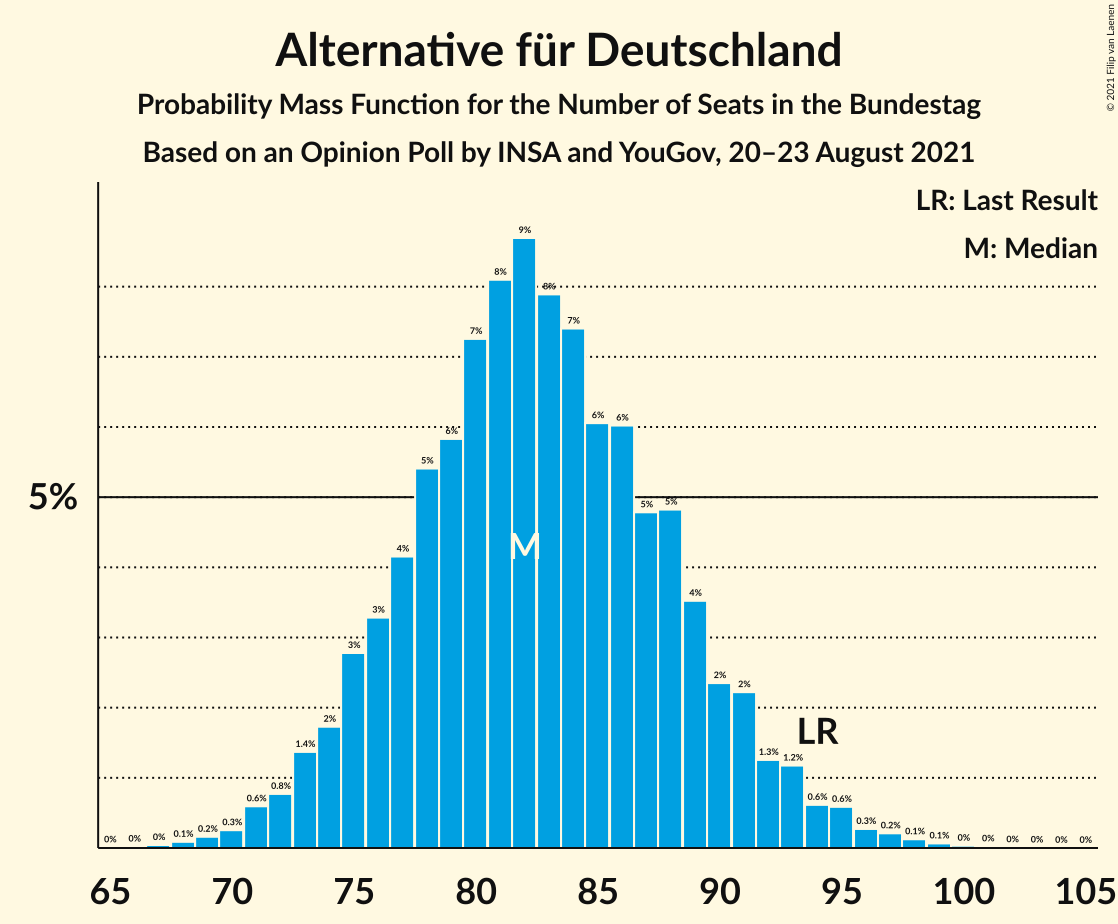 © 2021 Filip van Laenen
Alternative für Deutschland
Probability Mass Function for the Number of Seats in the Bundestag
Based on an Opinion Poll by INSA and YouGov, 20–23 August 2021
LR: Last Result
M: Median
5%
0% 0% 0% 0.1% 0.2% 0.3% 0.6% 0.8% 1.4% 2% 3% 3% 4% 5% 6% 7% 8% 9% 8% 7% 6% 6% 5% 5% 4% 2% 2% 1.3% 1.2% 0.6% 0.6% 0.3% 0.2% 0.1% 0.1% 0% 0% 0% 0% 0% 0%
M
LR
65 70 75 80 85 90 95 100 105